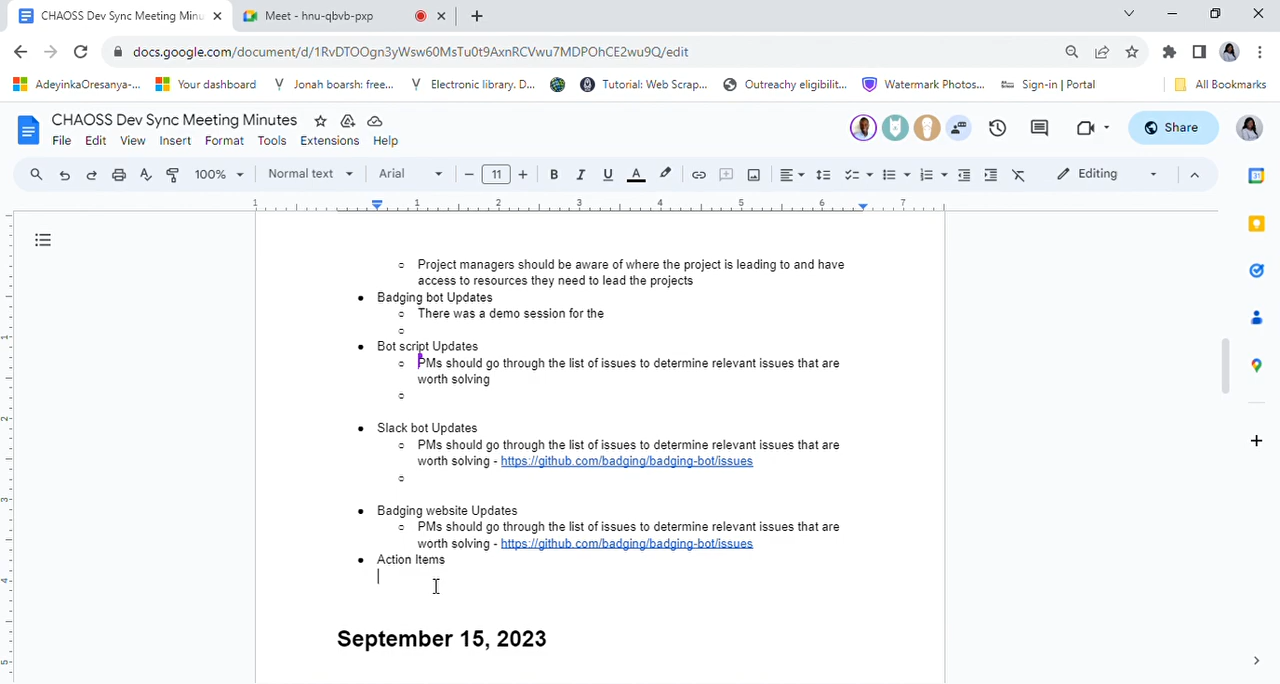 CHAOSS Dev Sync Meeting Minu
Meet - hnu-qbvb-pxp
docs.google.com/document/d/1RvDTOOgn3yWsw60MsTu0t9AxnRCVwu7MDPOhCE2wu9Q/edit
AdeyinkaOresanya-...
Your dashboard
Jonah boarsh: free...
Electronic library. D...
Tutorial: Web Scrap...
Outreachy eligibilit...
Watermark Photos...
Sign-in | Portal
All Bookmarks
CHAOSS Dev Sync Meeting Minutes
File Edit View Insert Format Tools Extensions Help
Share
100% Normal text Arial 11 B I U A Editing
1 1 2 3 4 5 6 7
Project managers should be aware of where the project is leading to and have
access to resources they need to lead the projects
Badging bot Updates
There was a demo session for the
Bot script Updates
PMs should go through the list of issues to determine relevant issues that are
worth solving
Slack bot Updates
PMs should go through the list of issues to determine relevant issues that are
worth solving - https://github.com/badging/badging-bot/issues
Badging website Updates
PMs should go through the list of issues to determine relevant issues that are
worth solving - https://github.com/badging/badging-bot/issues
Action Items
September 15, 2023